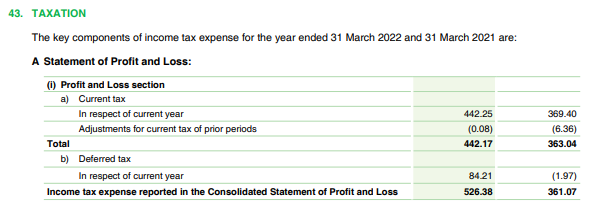 43. TAXATION
The key components of income tax expense for the year ended 31 March 2022 and 31 March 2021 are:
A Statement of Profit and Loss:
(i) Profit and Loss section
a) Current tax
In respect of current year 442.25 369.40
Adjustments for current tax of prior periods (0.08) (6.36)
Total 442.17 363.04
b) Deferred tax
In respect of current year 84.21 (1.97)
Income tax expense reported in the Consolidated Statement of Profit and Loss 526.38 361.07